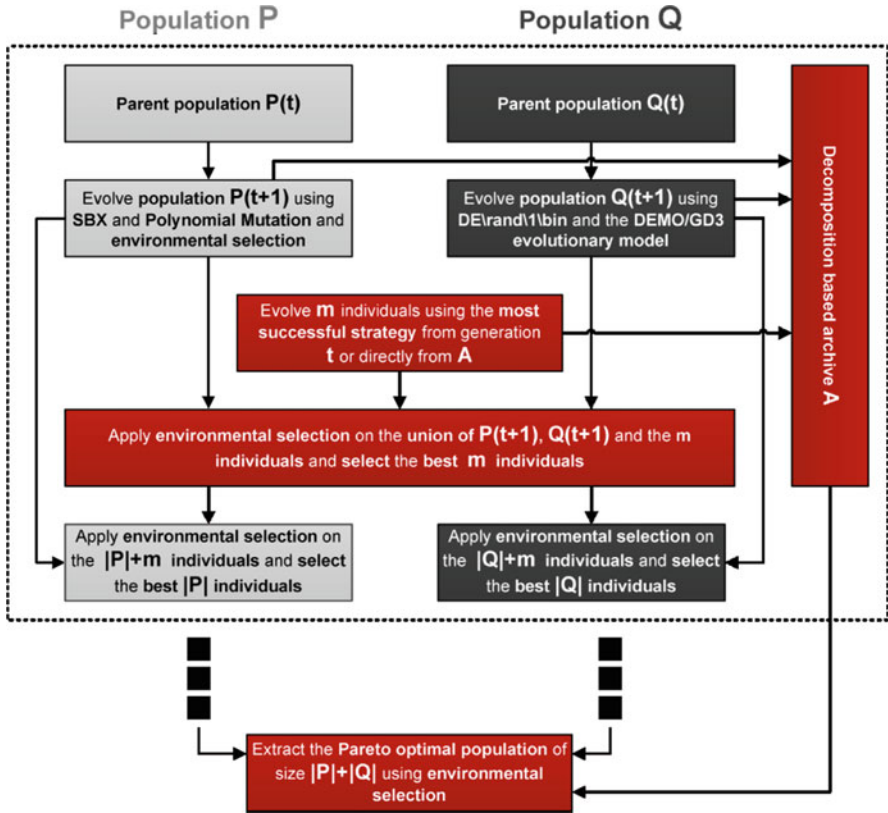 Population P
Population Q
Parent population P(t)
Parent population Q(t)
Evolve population P(t+1) using
SBX and Polynomial Mutation and
environmental selection
Evolve population Q(t+1) using
DE\rand\1\bin and the DEMO/GD3
evolutionary model
Decomposition based archive A
Evolve m individuals using the most
successful strategy from generation
t or directly from A
Apply environmental selection on the union of P(t+1), Q(t+1) and the m
individuals and select the best m individuals
Apply environmental selection on
the |P|+m individuals and select
the best |P| individuals
Apply environmental selection on
the |Q|+m individuals and select
the best |Q| individuals
Extract the Pareto optimal population of
size |P|+|Q| using environmental
selection